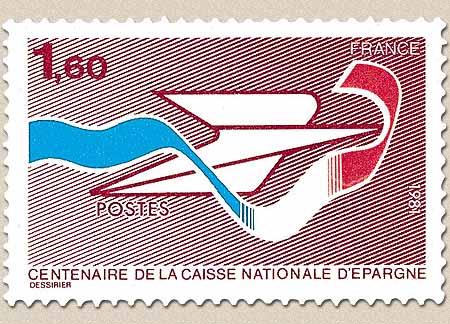 1,60
FRANCE
POSTES
1981
CENTENAIRE DE LA CAISSE NATIONALE D'EPARGNE
DESSIRIER